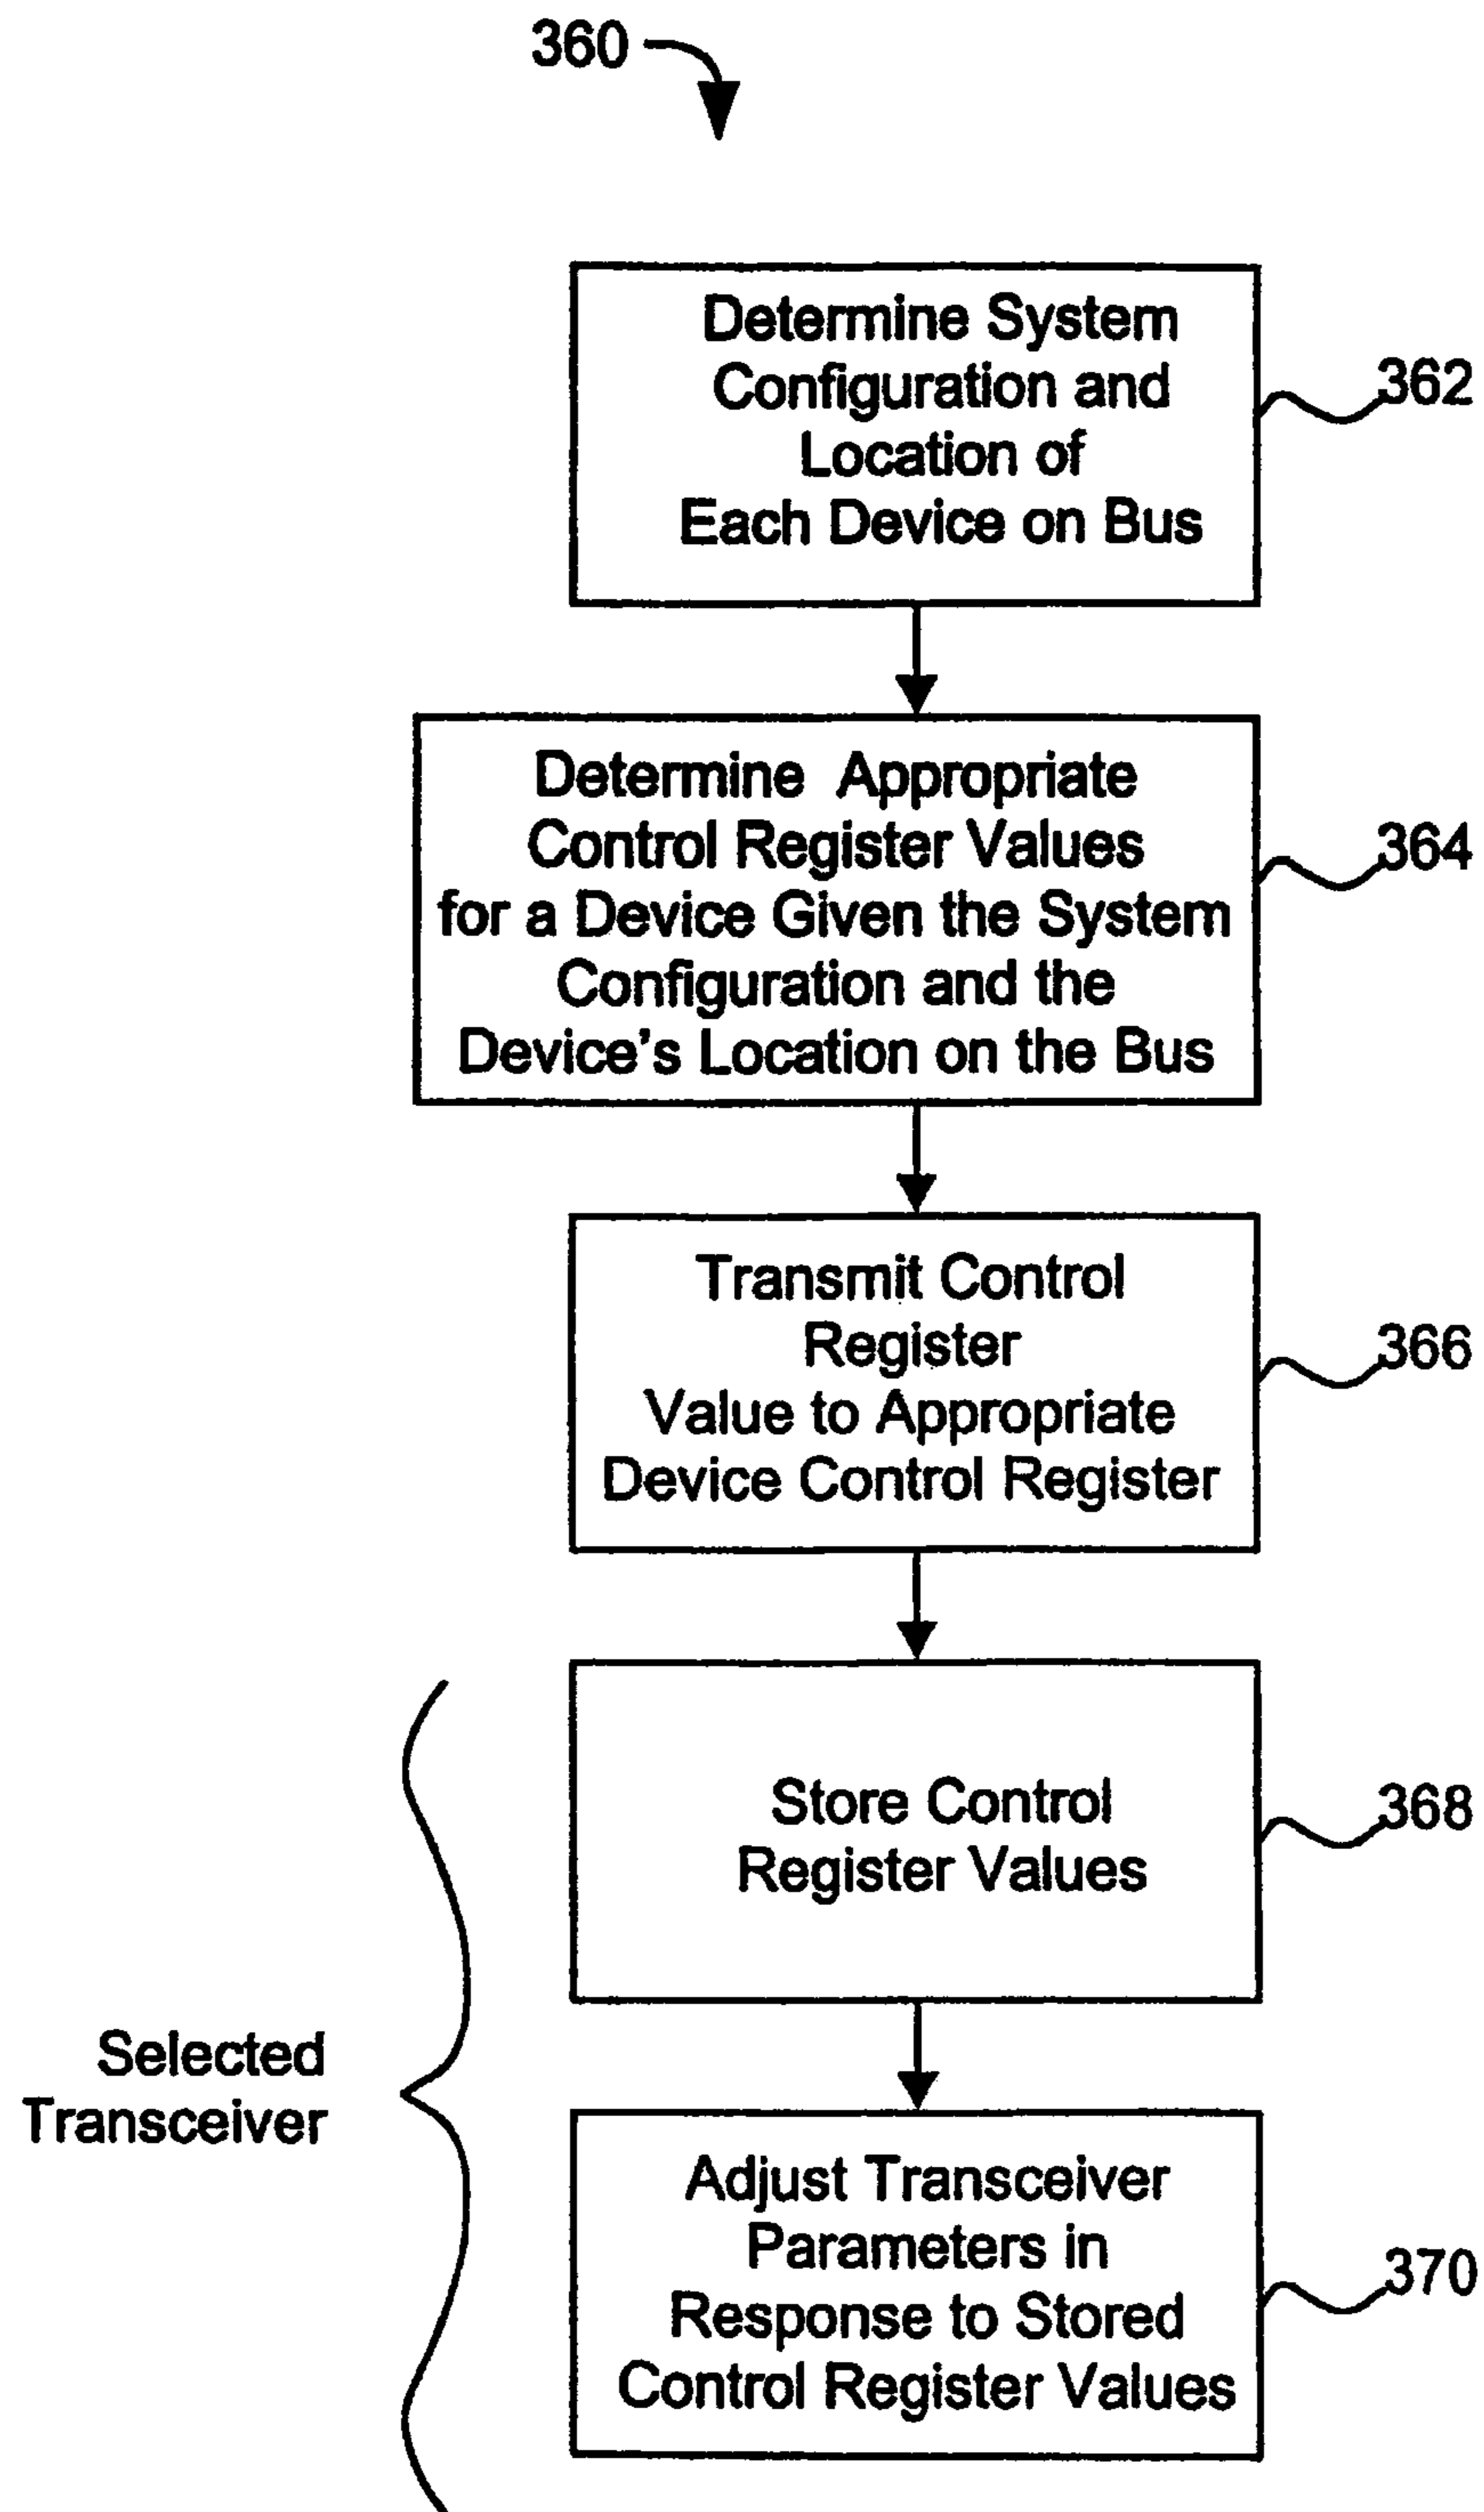 360
Determine System
Configuration and
Location of
Each Device on Bus
362
Determine Appropriate
Control Register Values
for a Device Given the System
Configuration and the
Device's Location on the Bus
364
Transmit Control
Register
Value to Appropriate
Device Control Register
366
Store Control
Register Values
368
Selected
Transceiver
Adjust Transceiver
Parameters in
Response to Stored
Control Register Values
370